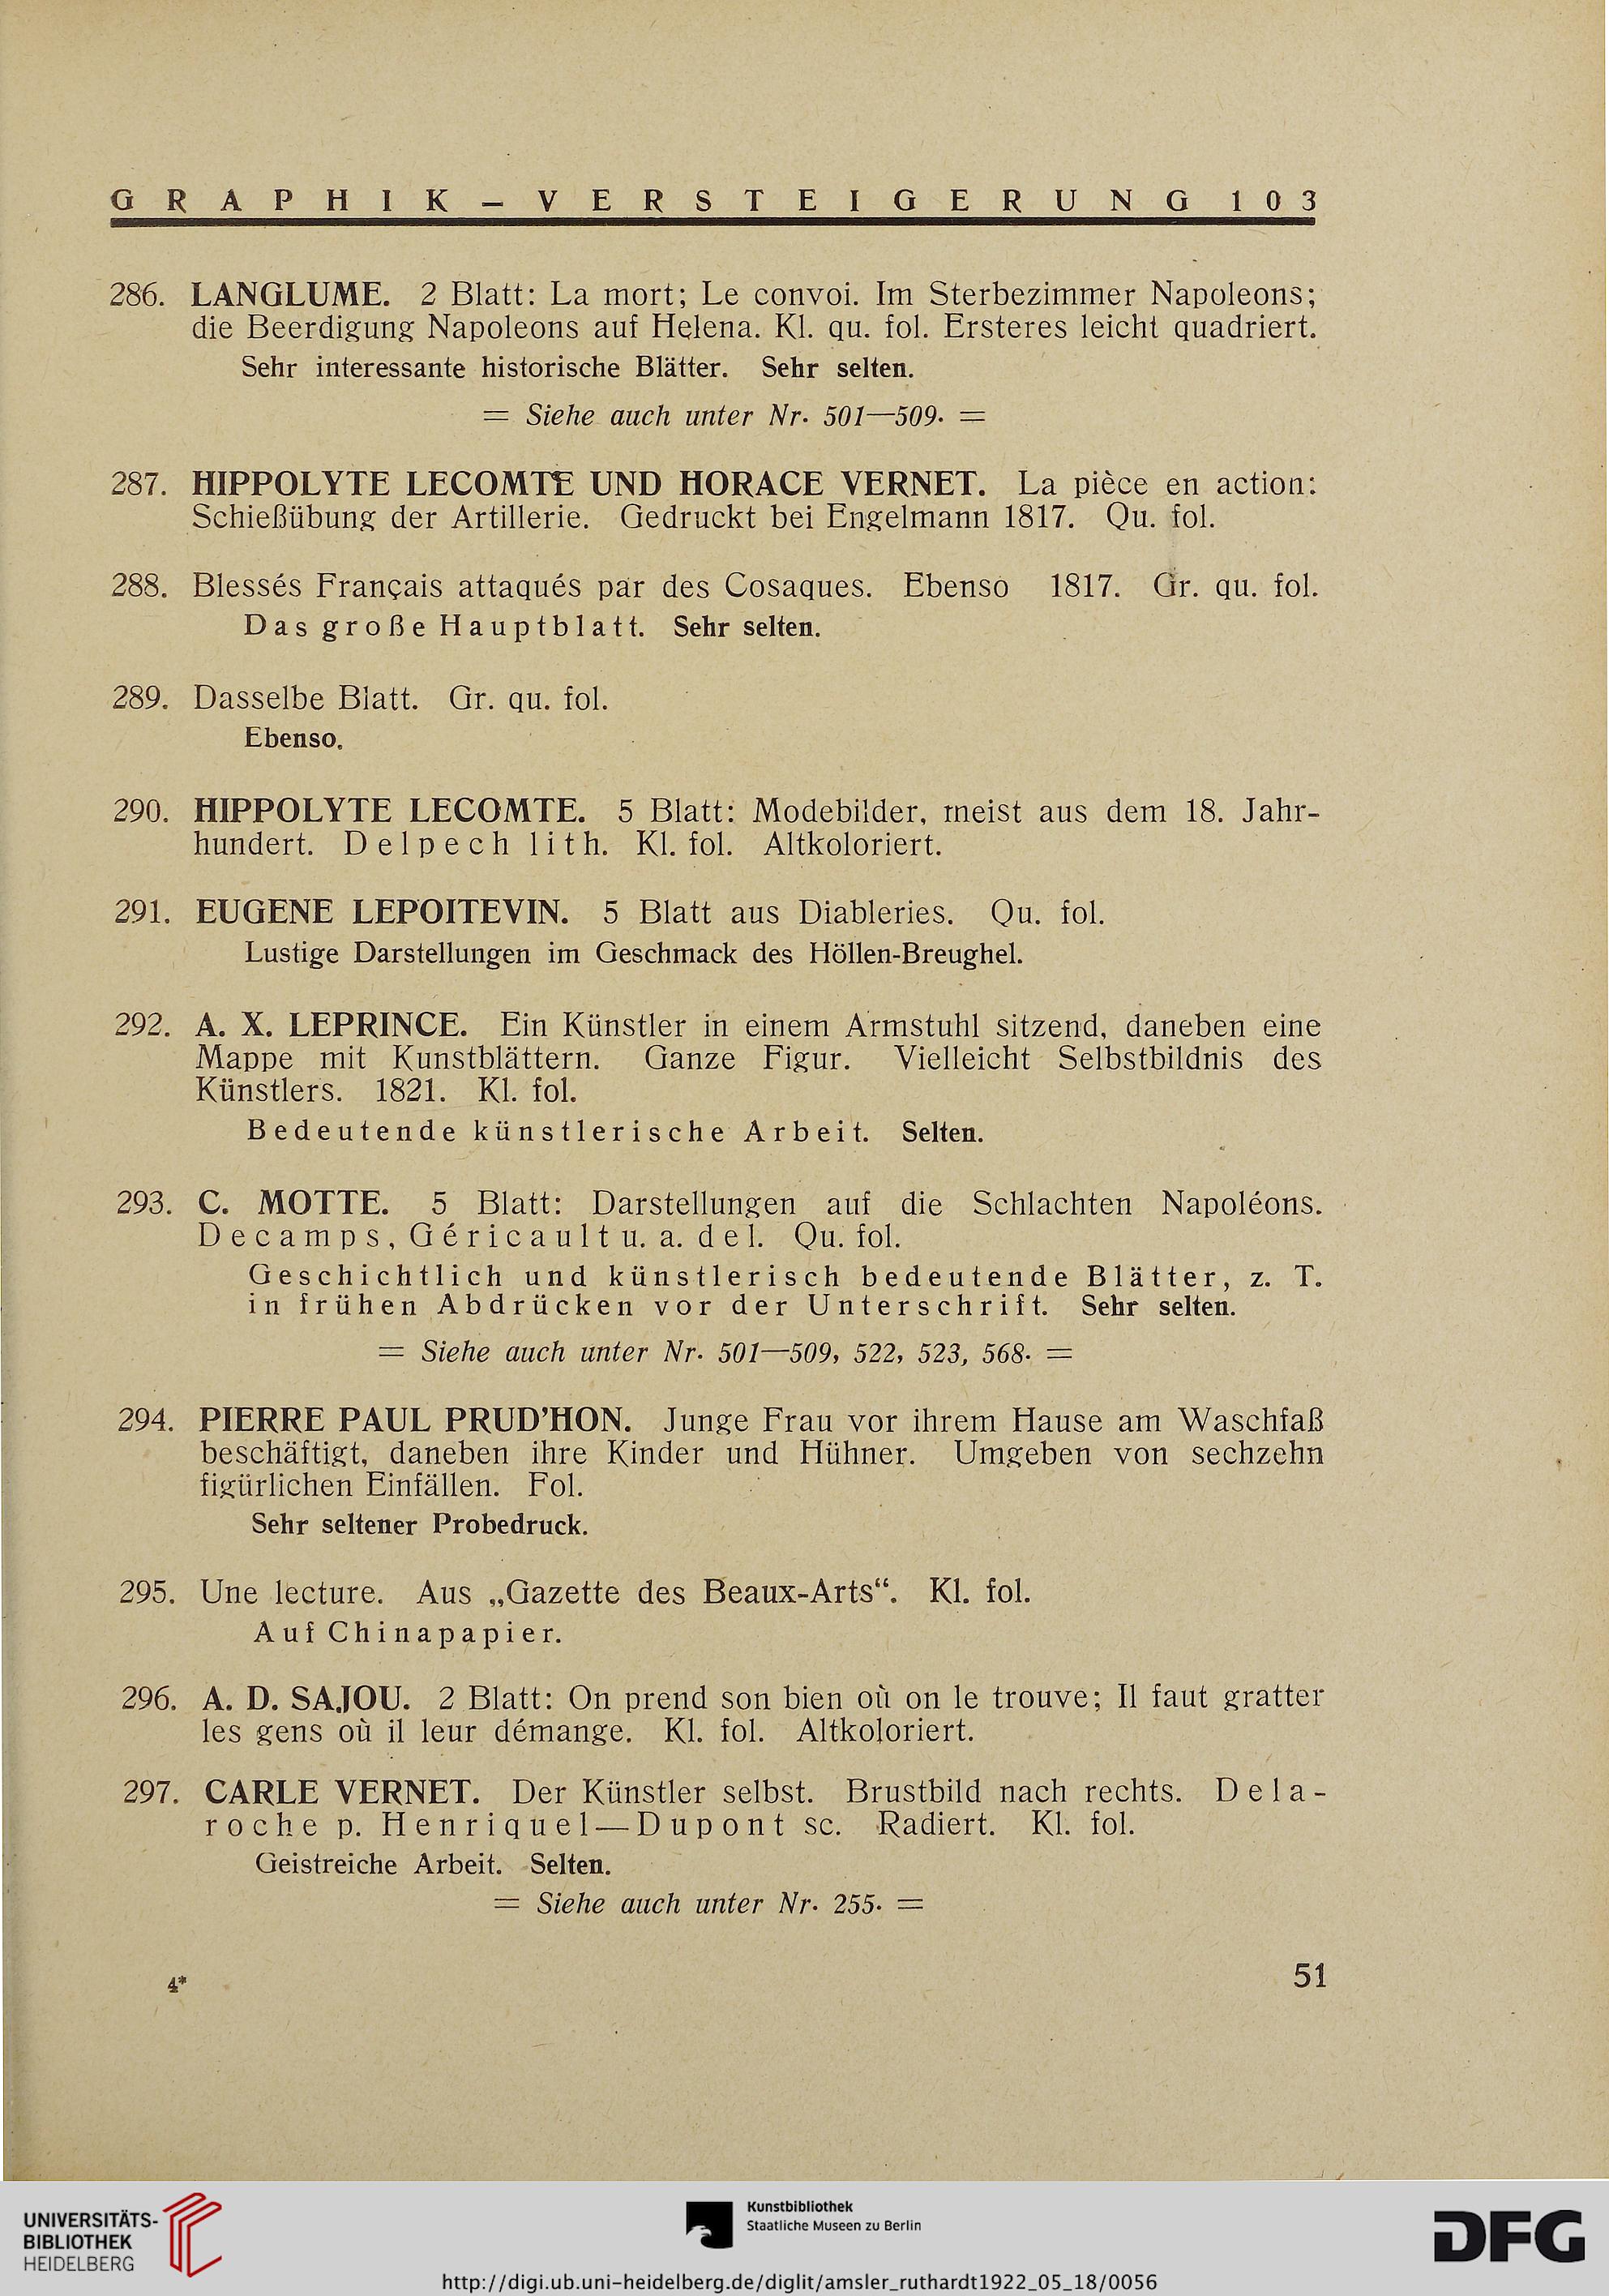 GRAPHIK – VERSTEIGERUNG 103
286. LANGLUME. 2 Blatt: La mort; Le convoi. Im Sterbezimmer Napoleons;
die Beerdigung Napoleons auf Helena. Kl. qu. fol. Ersteres leicht quadriert.
Sehr interessante historische Blätter. Sehr selten.
= Siehe auch unter Nr. 501—509. =
287. HIPPOLYTE LECOMTE UND HORACE VERNET. La pièce en action:
Schießübung der Artillerie. Gedruckt bei Engelmann 1817. Qu. fol.
288. Blessés Français attaqués par des Cosaques. Ebenso 1817. Gr. qu. fol.
Das große Hauptblatt. Sehr selten.
289. Dasselbe Blatt. Gr. qu. fol.
Ebenso.
290. HIPPOLYTE LECOMTE. 5 Blatt: Modebilder, meist aus dem 18. Jahr-
hundert. Delpech lith. Kl. fol. Altkoloriert.
291. EUGENE LEPOITEVIN. 5 Blatt aus Diableries. Qu. fol.
Lustige Darstellungen im Geschmack des Höllen-Breughel.
292. A. X. LEPRINCE. Ein Künstler in einem Armstuhl sitzend, daneben eine
Mappe mit Kunstblättern. Ganze Figur. Vielleicht Selbstbildnis des
Künstlers. 1821. Kl. fol.
Bedeutende künstlerische Arbeit. Selten.
293. C. MOTTE. 5 Blatt: Darstellungen auf die Schlachten Napoléons.
Decamps, Géricault u. a. del. Qu. fol.
Geschichtlich und künstlerisch bedeutende Blätter, z. T.
in frühen Abdrücken vor der Unterschrift. Sehr selten.
= Siehe auch unter Nr. 501—509, 522, 523, 568. =
294. PIERRE PAUL PRUD'HON. Junge Frau vor ihrem Hause am Waschfaß
beschäftigt, daneben ihre Kinder und Hühner. Umgeben von sechzehn
figürlichen Einfällen. Fol.
Sehr seltener Probedruck.
295. Une lecture. Aus „Gazette des Beaux-Arts“. Kl. fol.
Auf Chinapapier.
296. A. D. SAJOU. 2 Blatt: On prend son bien où on le trouve; Il faut gratter
les gens où il leur démange. Kl. fol. Altkoloriert.
297. CARLE VERNET. Der Künstler selbst. Brustbild nach rechts. Dela-
roche p. Henriquel—Dupont sc. Radiert. Kl. fol.
Geistreiche Arbeit. Selten.
= Siehe auch unter Nr. 255. =
4*
51
UNIVERSITÄTS-
BIBLIOTHEK
HEIDELBERG
Kunstbibliothek
Staatliche Museen zu Berlin
DFG
http://digi.ub.uni-heidelberg.de/diglit/amsler_ruthardt1922_05_18/0056